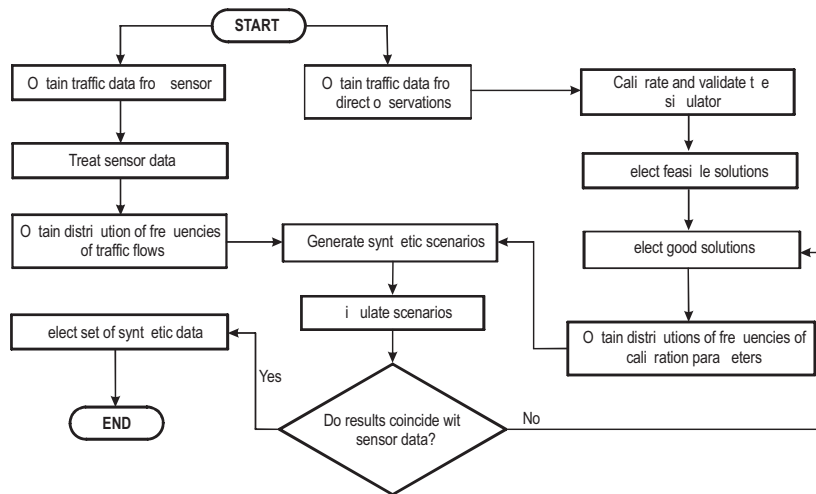 START
O tain traffic data fro sensor
O tain traffic data fro
direct o servations
Cali rate and validate t e
si ulator
Treat sensor data
elect feasi le solutions
O tain distri ution of fre uencies
of traffic flows
Generate synt etic scenarios
elect good solutions
i ulate scenarios
elect set of synt etic data
O tain distri utions of fre uencies of
cali ration para eters
Yes
END
Do results coincide wit
sensor data?
No